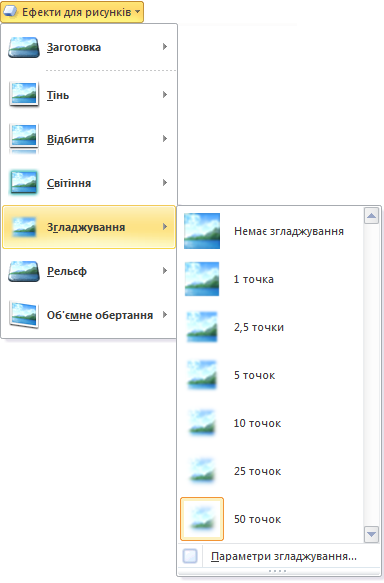 Ефекти для рисунків
Заготовка
Тінь
Відбиття
Світіння
Згладжування
Рельєф
Об'ємне обертання
Немає згладжування
1 точка
2,5 точки
5 точок
10 точок
25 точок
50 точок
Параметри згладжування...